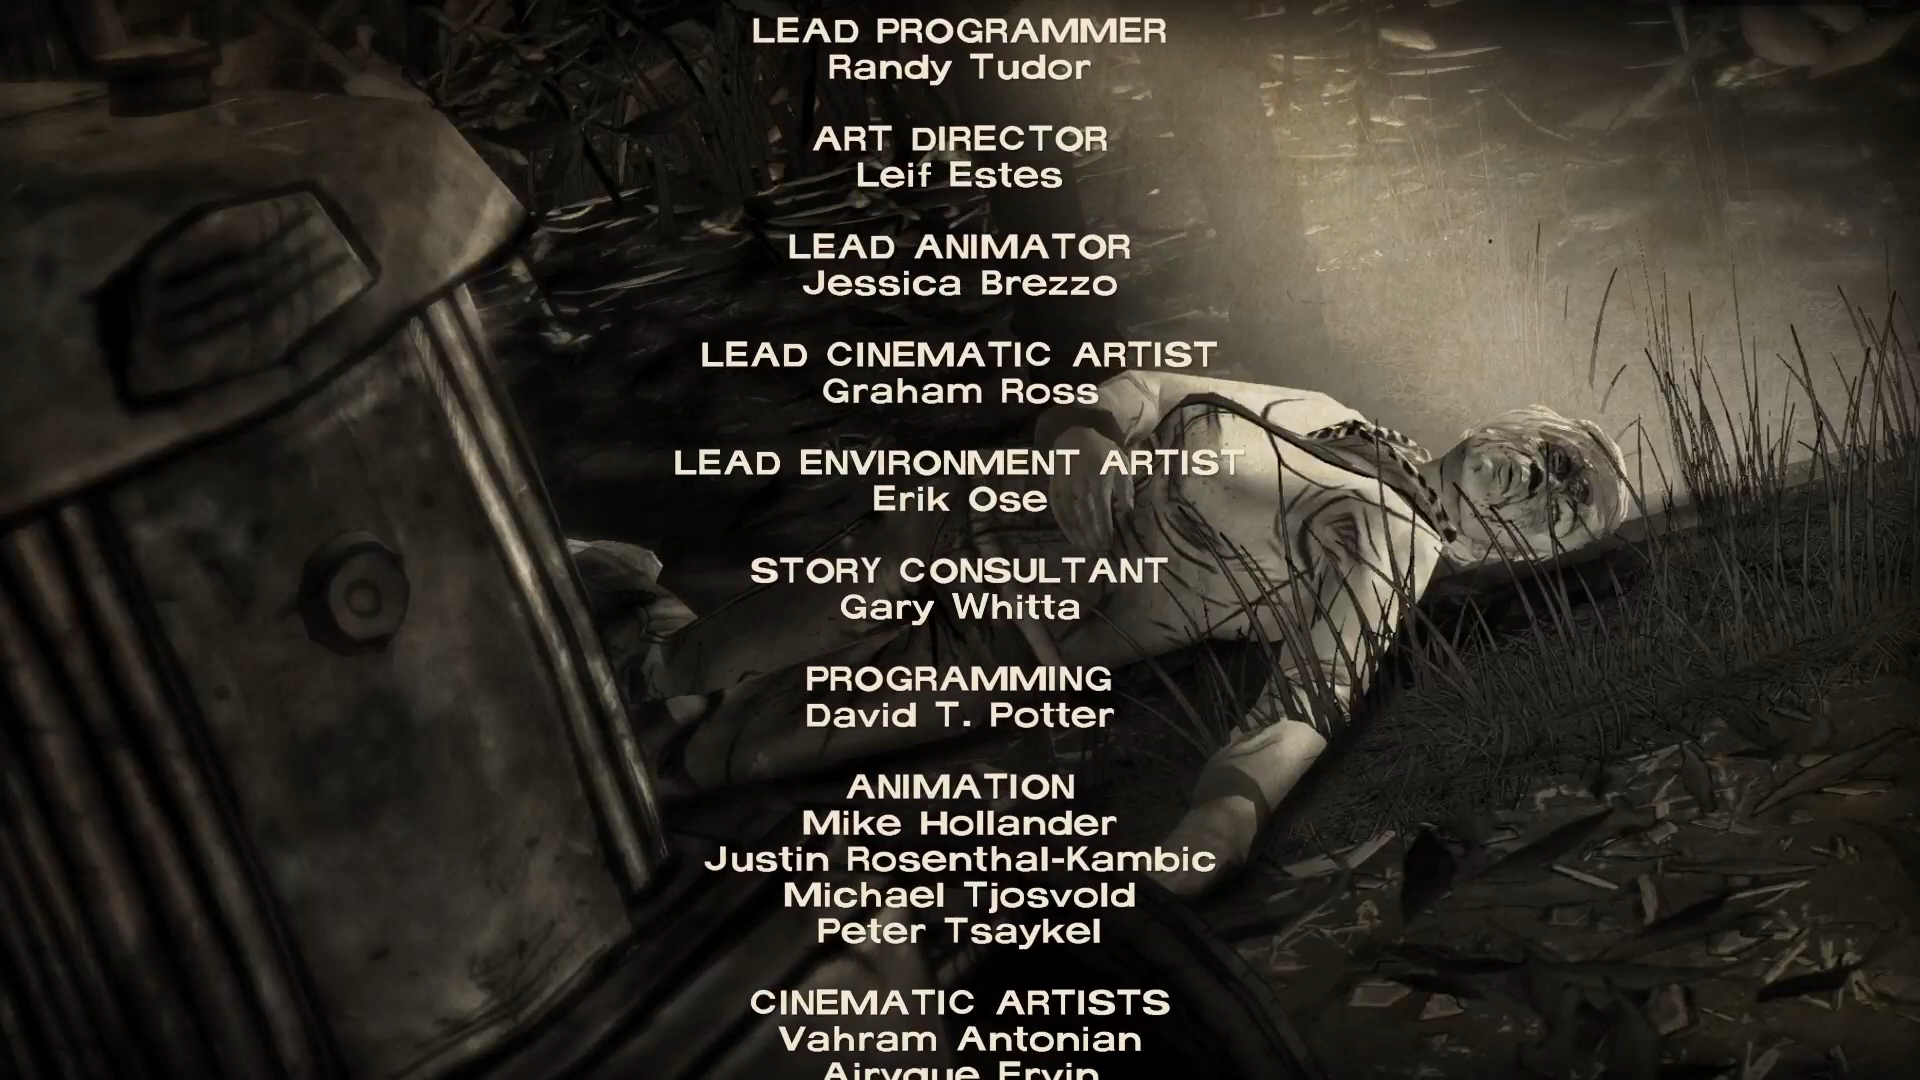 LEAD PROGRAMMER
Randy Tudor
ART DIRECTOR
Leif Estes
LEAD ANIMATOR
Jessica Brezzo
LEAD CINEMATIC ARTIST
Graham Ross
LEAD ENVIRONMENT ARTIST
Erik Ose
STORY CONSULTANT
Gary Whitta
PROGRAMMING
David T. Potter
ANIMATION
Mike Hollander
Justin Rosenthal-Kambic
Michael Tjosvold
Peter Tsaykel
CINEMATIC ARTISTS
Vahram Antonian
Ervin